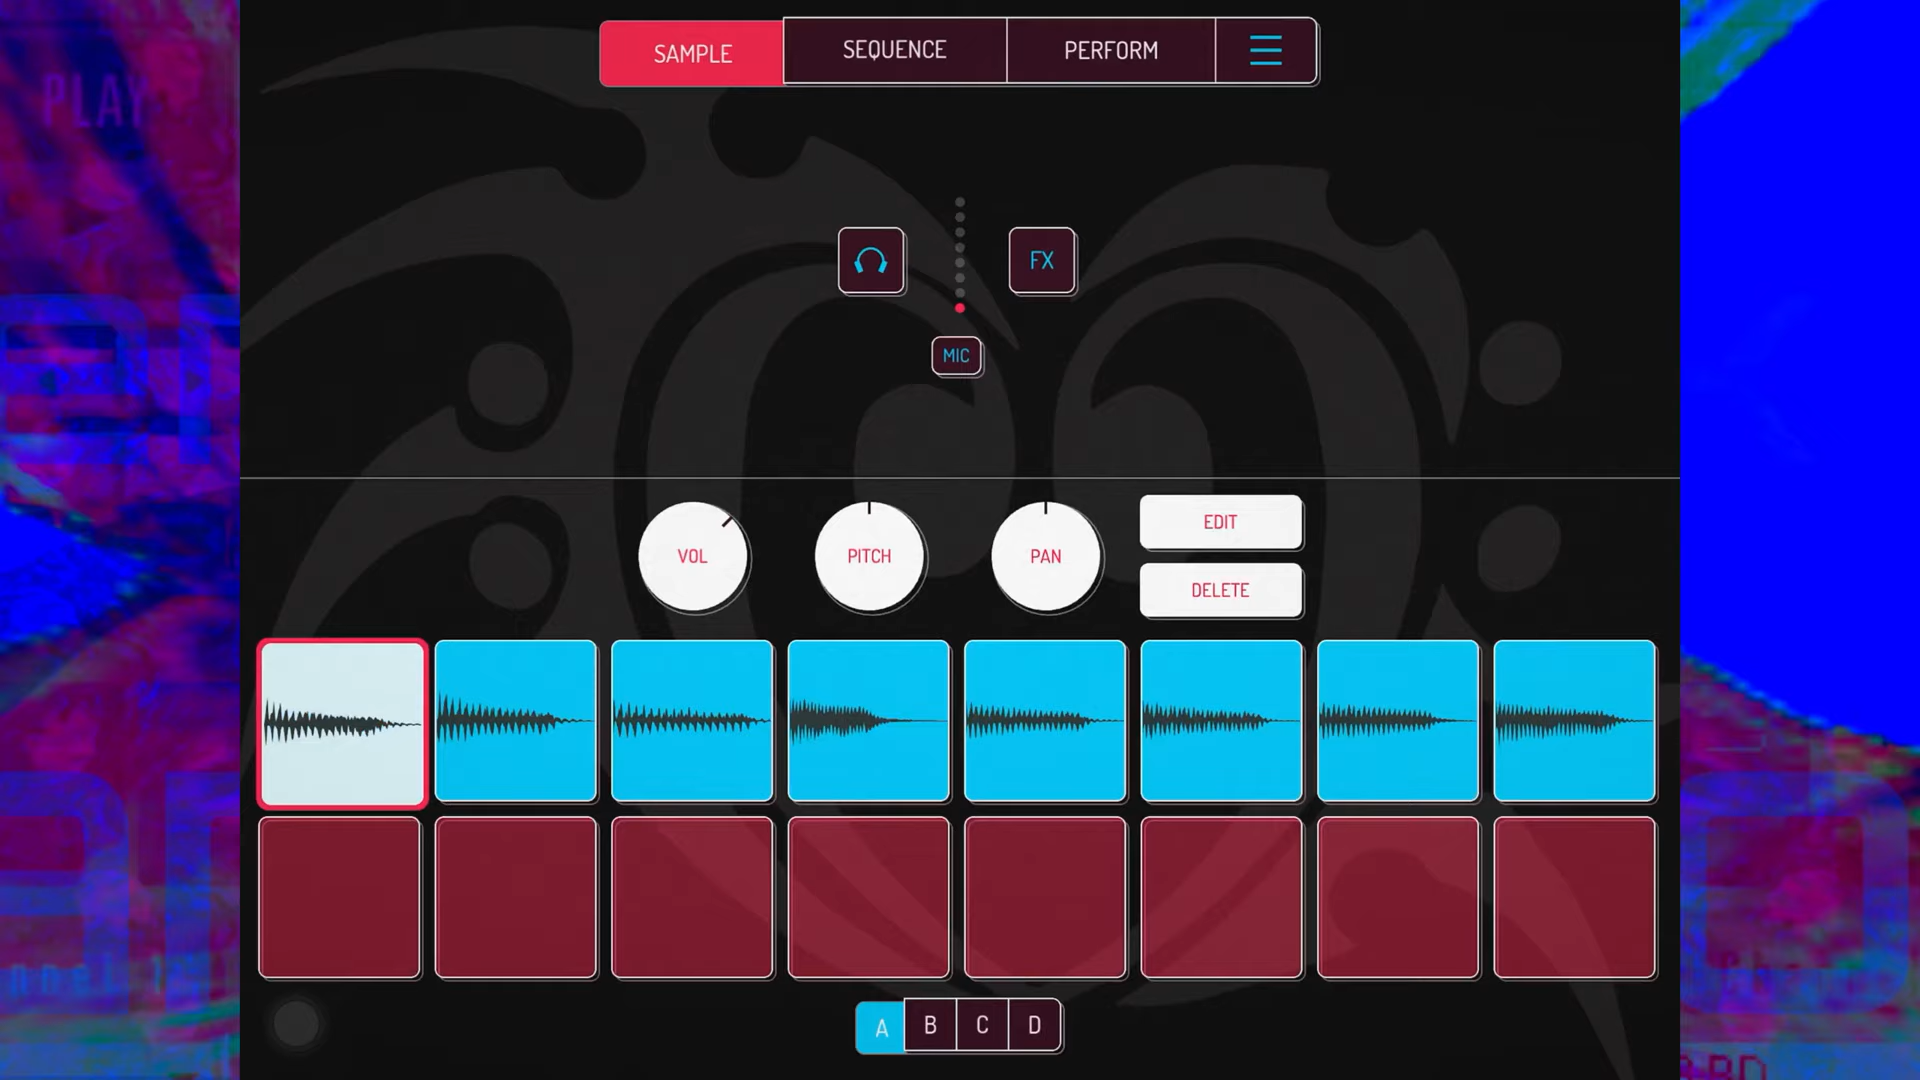 SAMPLE SEQUENCE PERFORM
PLAY
FX
MIC
VOL PITCH PAN EDIT
DELETE
A B C D